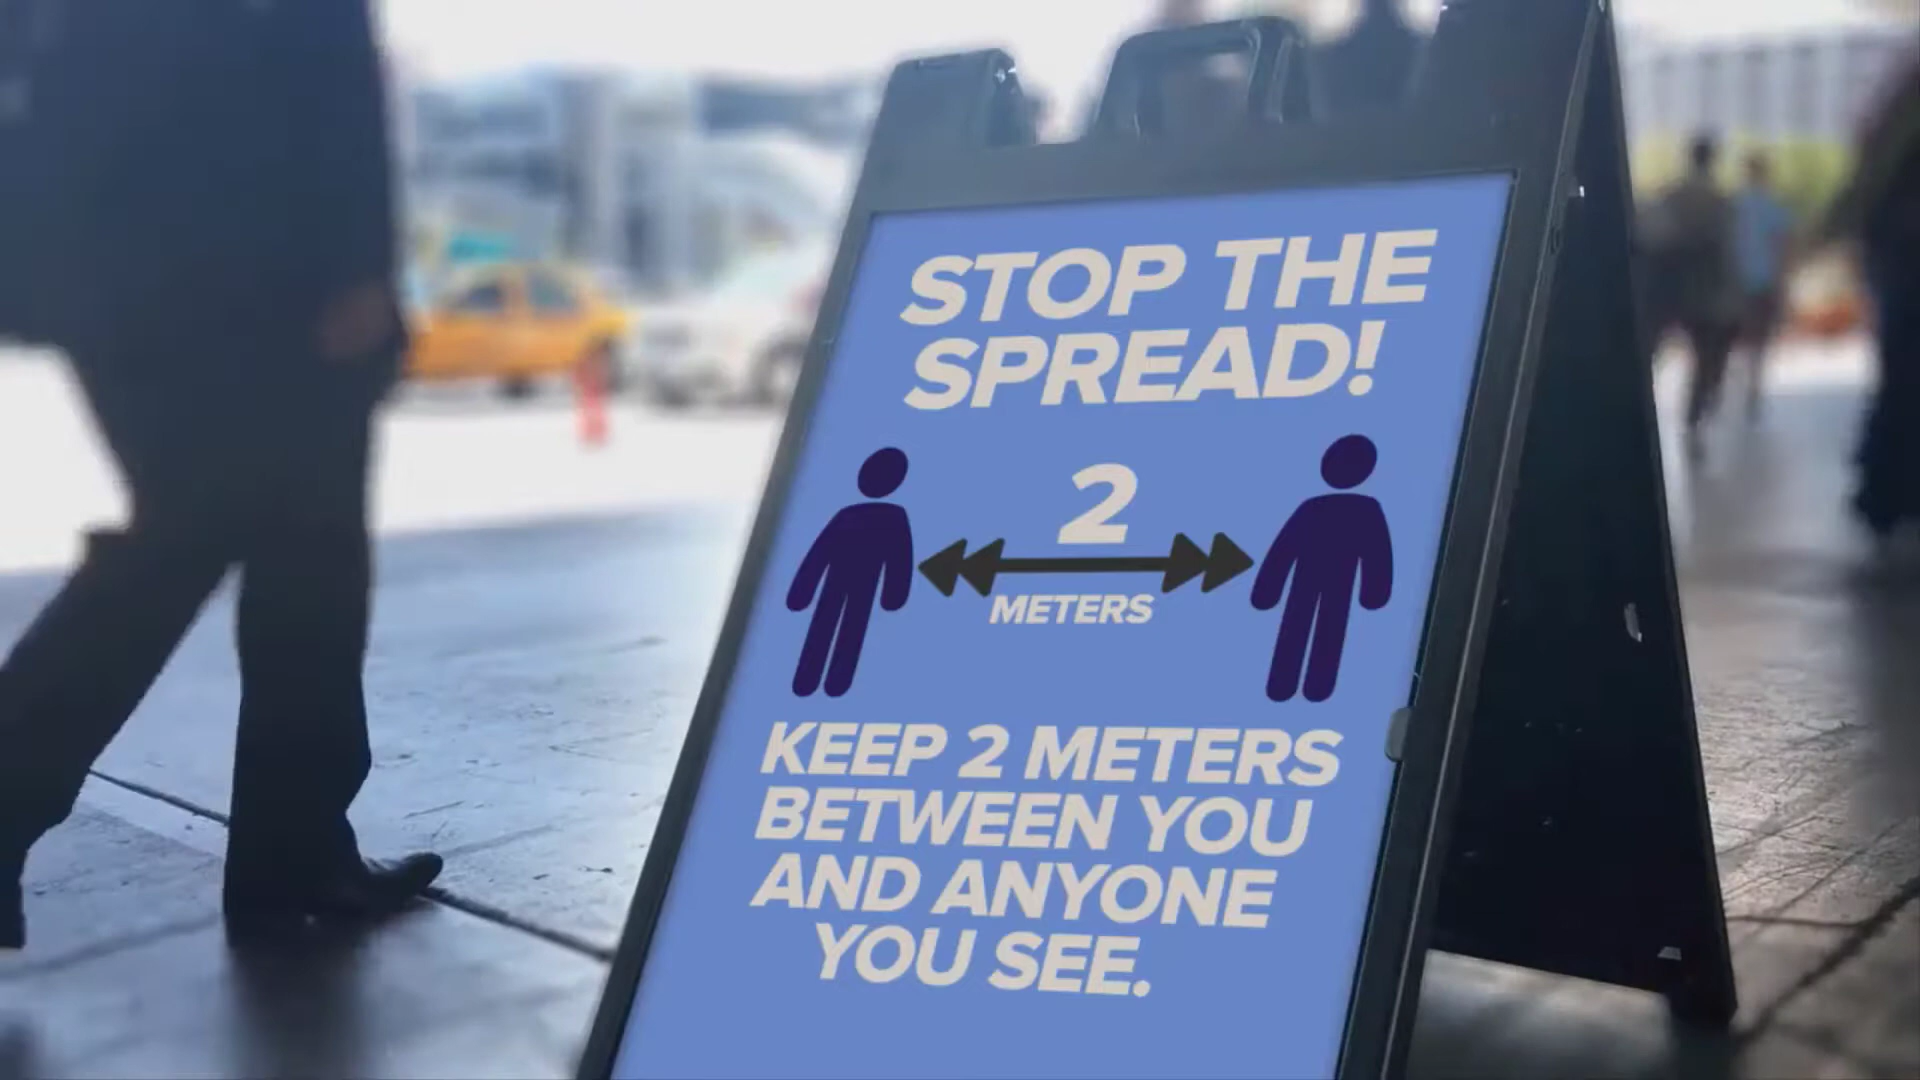 STOP THE
SPREAD!
2
METERS
KEEP 2 METERS
BETWEEN YOU
AND ANYONE
YOU SEE.